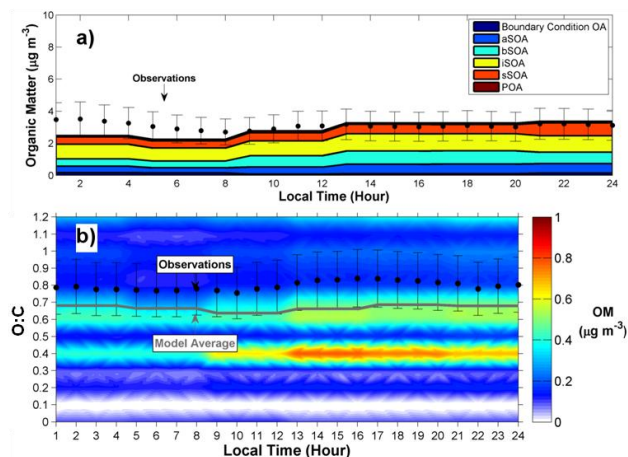 a)
Organic Matter (μg m⁻³)
10
8
6
4
2
0
Observations
Boundary Condition OA
aSOA
bSOA
iSOA
sSOA
POA
0 2 4 6 8 10 12 14 16 18 20 22 24
Local Time (Hour)
b)
O:C
1.2
1.1
1
0.9
0.8
0.7
0.6
0.5
0.4
0.3
0.2
0.1
0
Observations
Model Average
1 2 3 4 5 6 7 8 9 10 11 12 13 14 15 16 17 18 19 20 21 22 23 24
Local Time (Hour)
1
0.8
0.6
0.4
0.2
0
OM
(μg m⁻³)